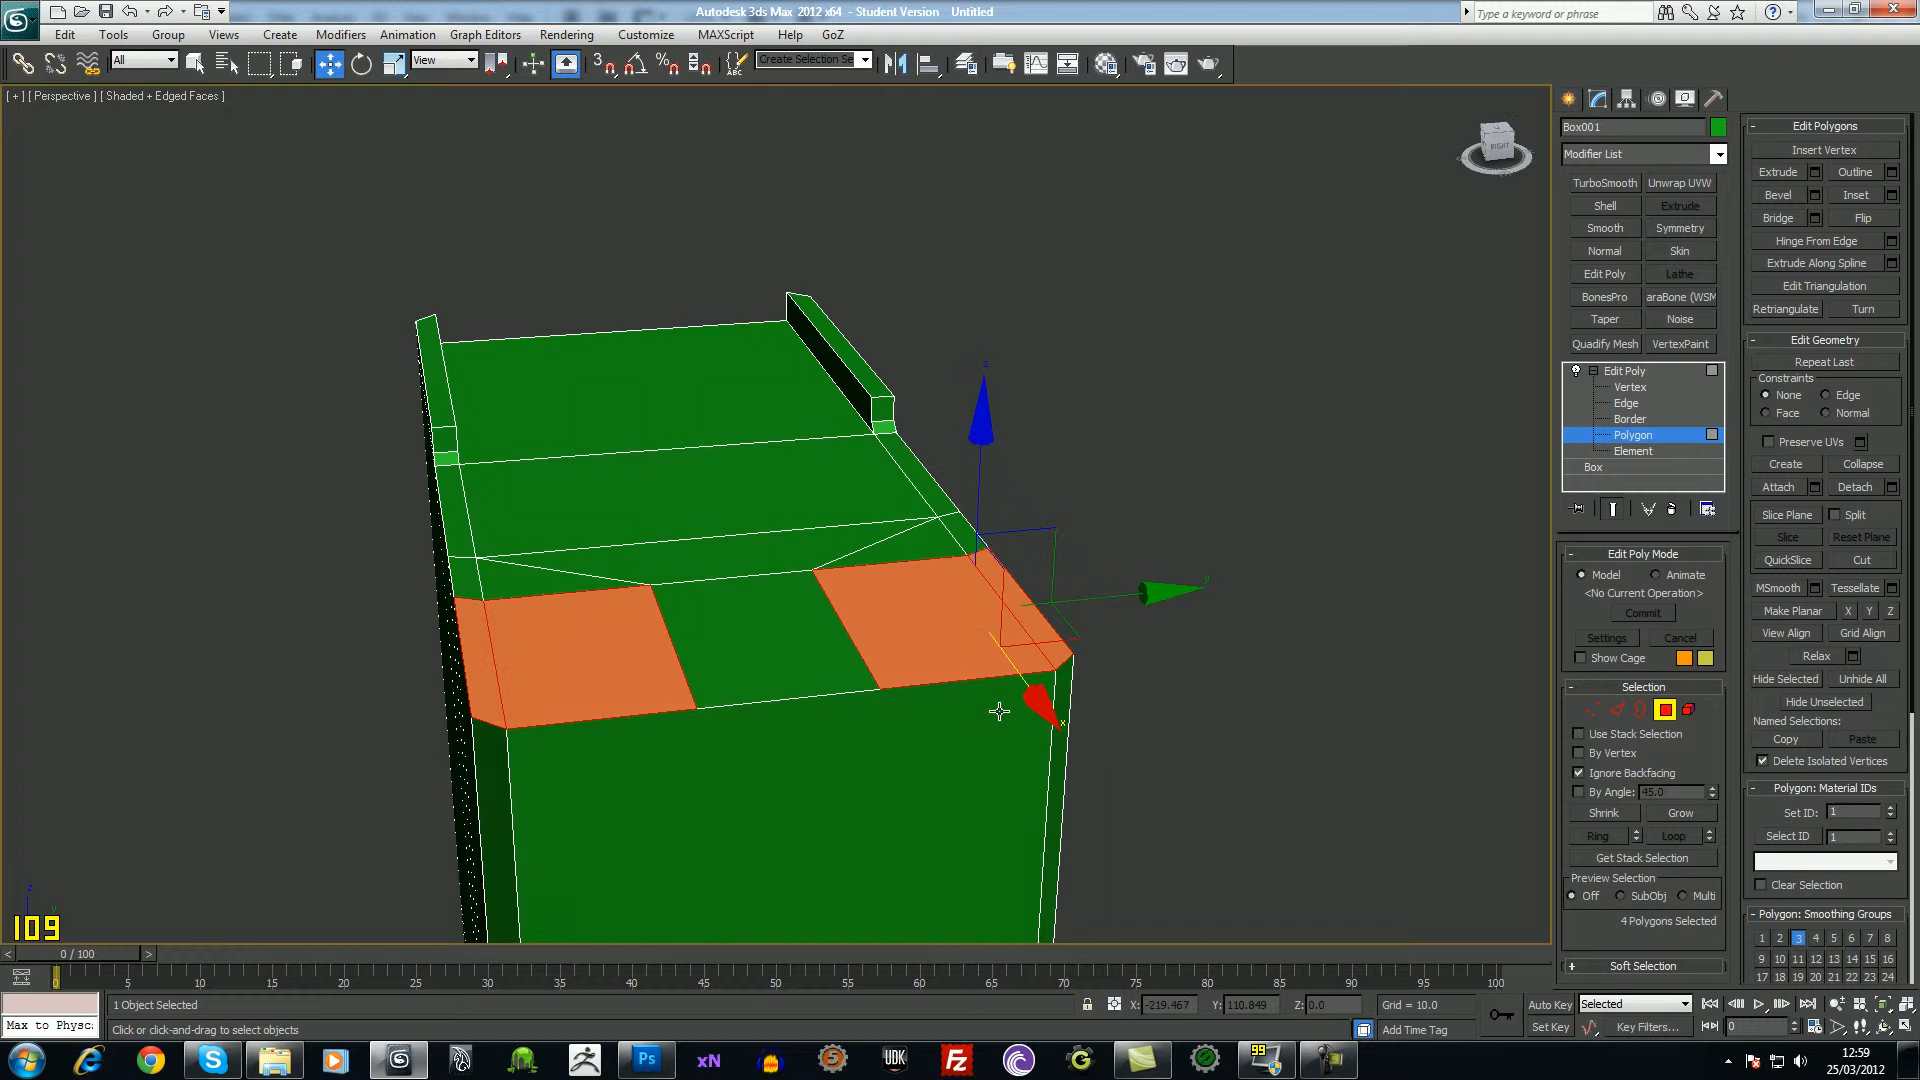 Autodesk 3ds Max 2012 x64 - Student Version Untitled
Type a keyword or phrase
Edit Tools Group Views Create Modifiers Animation Graph Editors Rendering Customize MAXScript Help GoZ
All View Create Selection Se
[ + ] [ Perspective ] [ Shaded + Edged Faces ]
RIGHT
z
y
x
109
Box001
Modifier List
TurboSmooth Unwrap UVW
Shell Extrude
Smooth Symmetry
Normal Skin
Edit Poly Lathe
BonesPro araBone (WSM
Taper Noise
Quadify Mesh VertexPaint
Edit Poly
Vertex
Edge
Border
Polygon
Element
Box
Edit Poly Mode
Model Animate
<No Current Operation>
Commit
Settings Cancel
Show Cage
Selection
Use Stack Selection
By Vertex
Ignore Backfacing
By Angle: 45.0
Shrink Grow
Ring Loop
Get Stack Selection
Preview Selection
Off SubObj Multi
4 Polygons Selected
Soft Selection
Edit Polygons
Insert Vertex
Extrude Outline
Bevel Inset
Bridge Flip
Hinge From Edge
Extrude Along Spline
Edit Triangulation
Retriangulate Turn
Edit Geometry
Repeat Last
Constraints
None Edge
Face Normal
Preserve UVs
Create Collapse
Attach Detach
Slice Plane Split
Slice Reset Plane
QuickSlice Cut
MSmooth Tessellate
Make Planar X Y Z
View Align Grid Align
Relax
Hide Selected Unhide All
Hide Unselected
Named Selections:
Copy Paste
Delete Isolated Vertices
Polygon: Material IDs
Set ID: 1
Select ID 1
Clear Selection
Polygon: Smoothing Groups
1 2 3 4 5 6 7 8
9 10 11 12 13 14 15 16
17 18 19 20 21 22 23 24
0 / 100
0 5 10 15 20 25 30 35 40 45 50 55 60 65 70 75 80 85 90 95 100
1 Object Selected X: -219.467 Y: 110.849 Z: 0.0 Grid = 10.0 Auto Key Selected
Max to Physc: Click or click-and-drag to select objects Add Time Tag Set Key Key Filters... 0
Ps xN 5 UDK Fz 99
12:59
25/03/2012